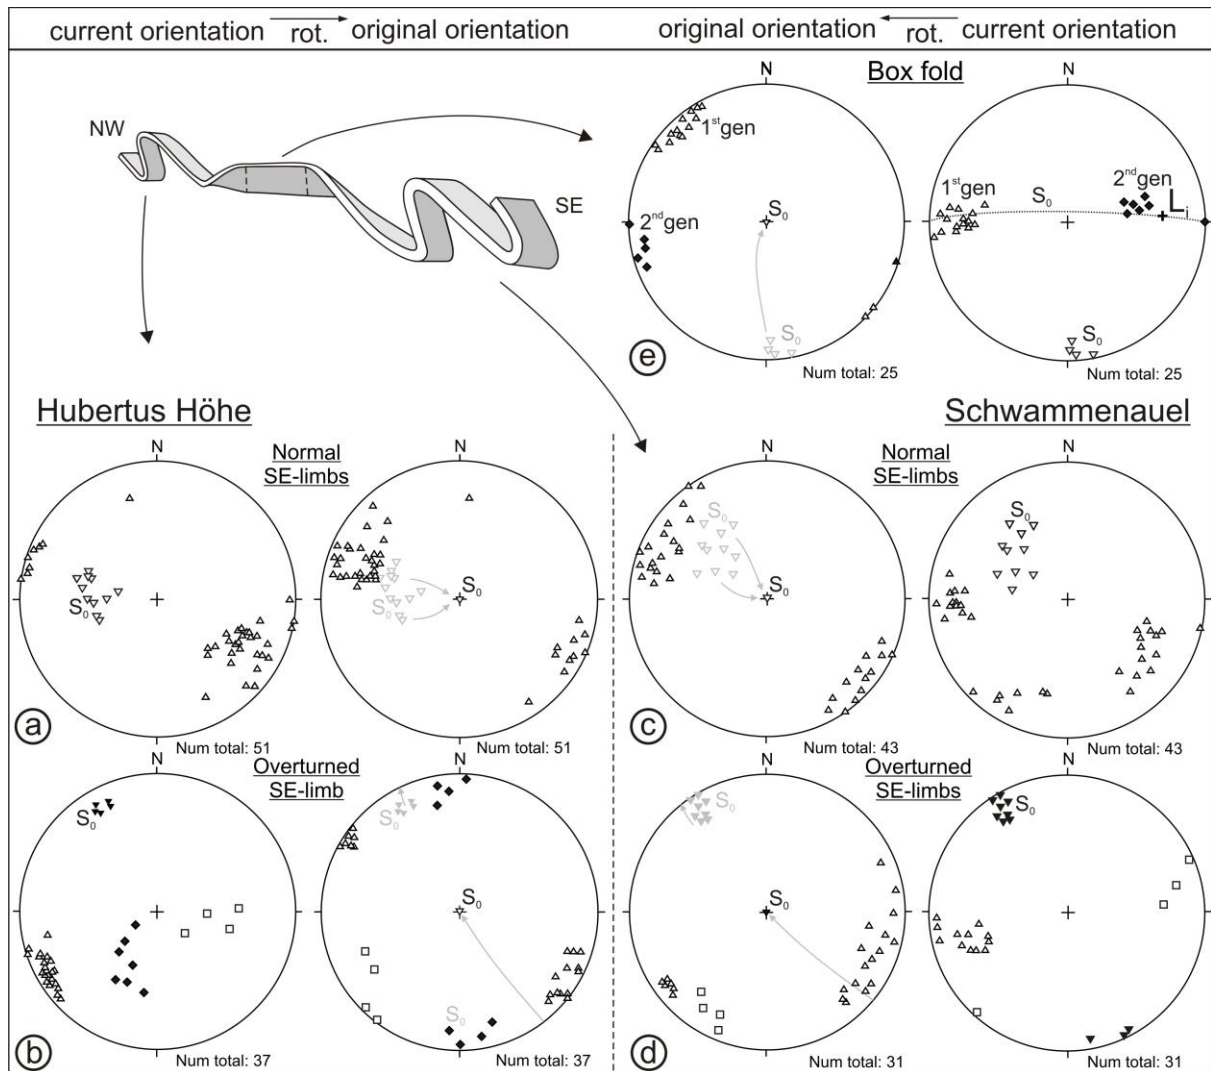 current orientation rot. original orientation
original orientation rot. current orientation
Box fold
N
N
NW
SE
1st gen
2nd gen
S0
S0
1st gen
2nd gen
S0
Li
S0
e
Num total: 25
Num total: 25
Hubertus Höhe
Schwammenauel
Normal
SE-limbs
Normal
SE-limbs
N
N
N
N
S0
S0
S0
S0
S0
S0
a
Num total: 51
Num total: 51
c
Num total: 43
Num total: 43
Overturned
SE-limb
Overturned
SE-limbs
N
N
N
N
S0
S0
S0
S0
S0
S0
S0
b
Num total: 37
Num total: 37
d
Num total: 31
Num total: 31